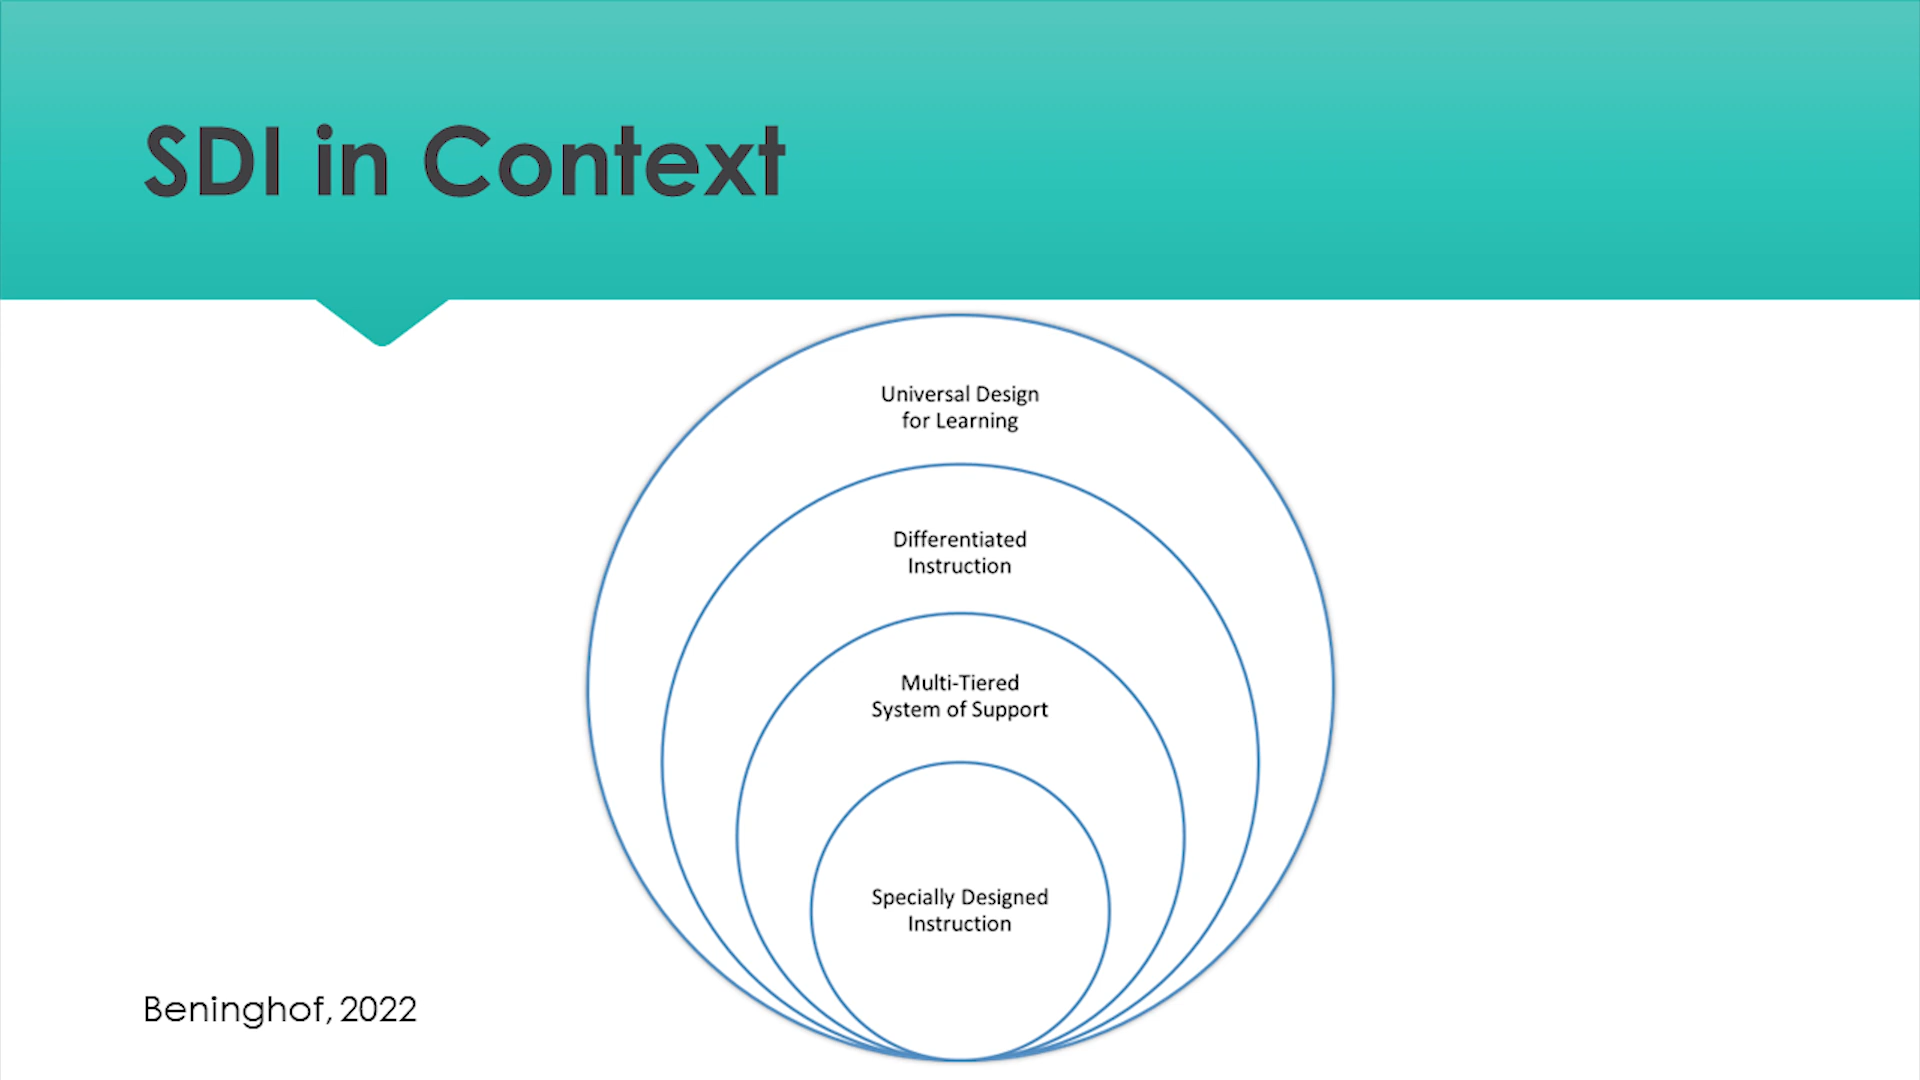 SDI in Context
Universal Design
for Learning
Differentiated
Instruction
Multi-Tiered
System of Support
Specially Designed
Instruction
Beninghof, 2022